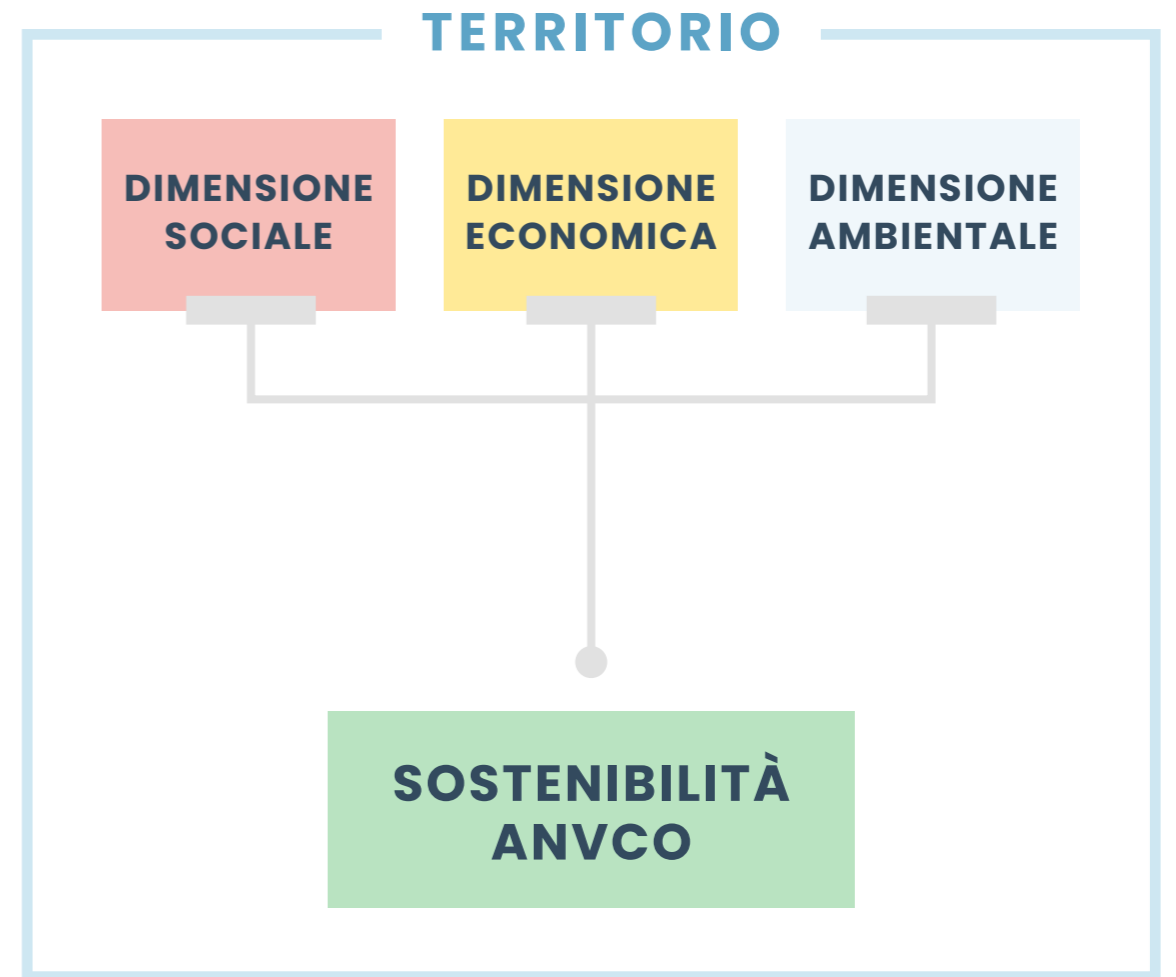 TERRITORIO
DIMENSIONE
SOCIALE
DIMENSIONE
ECONOMICA
DIMENSIONE
AMBIENTALE
SOSTENIBILITÀ
ANVCO